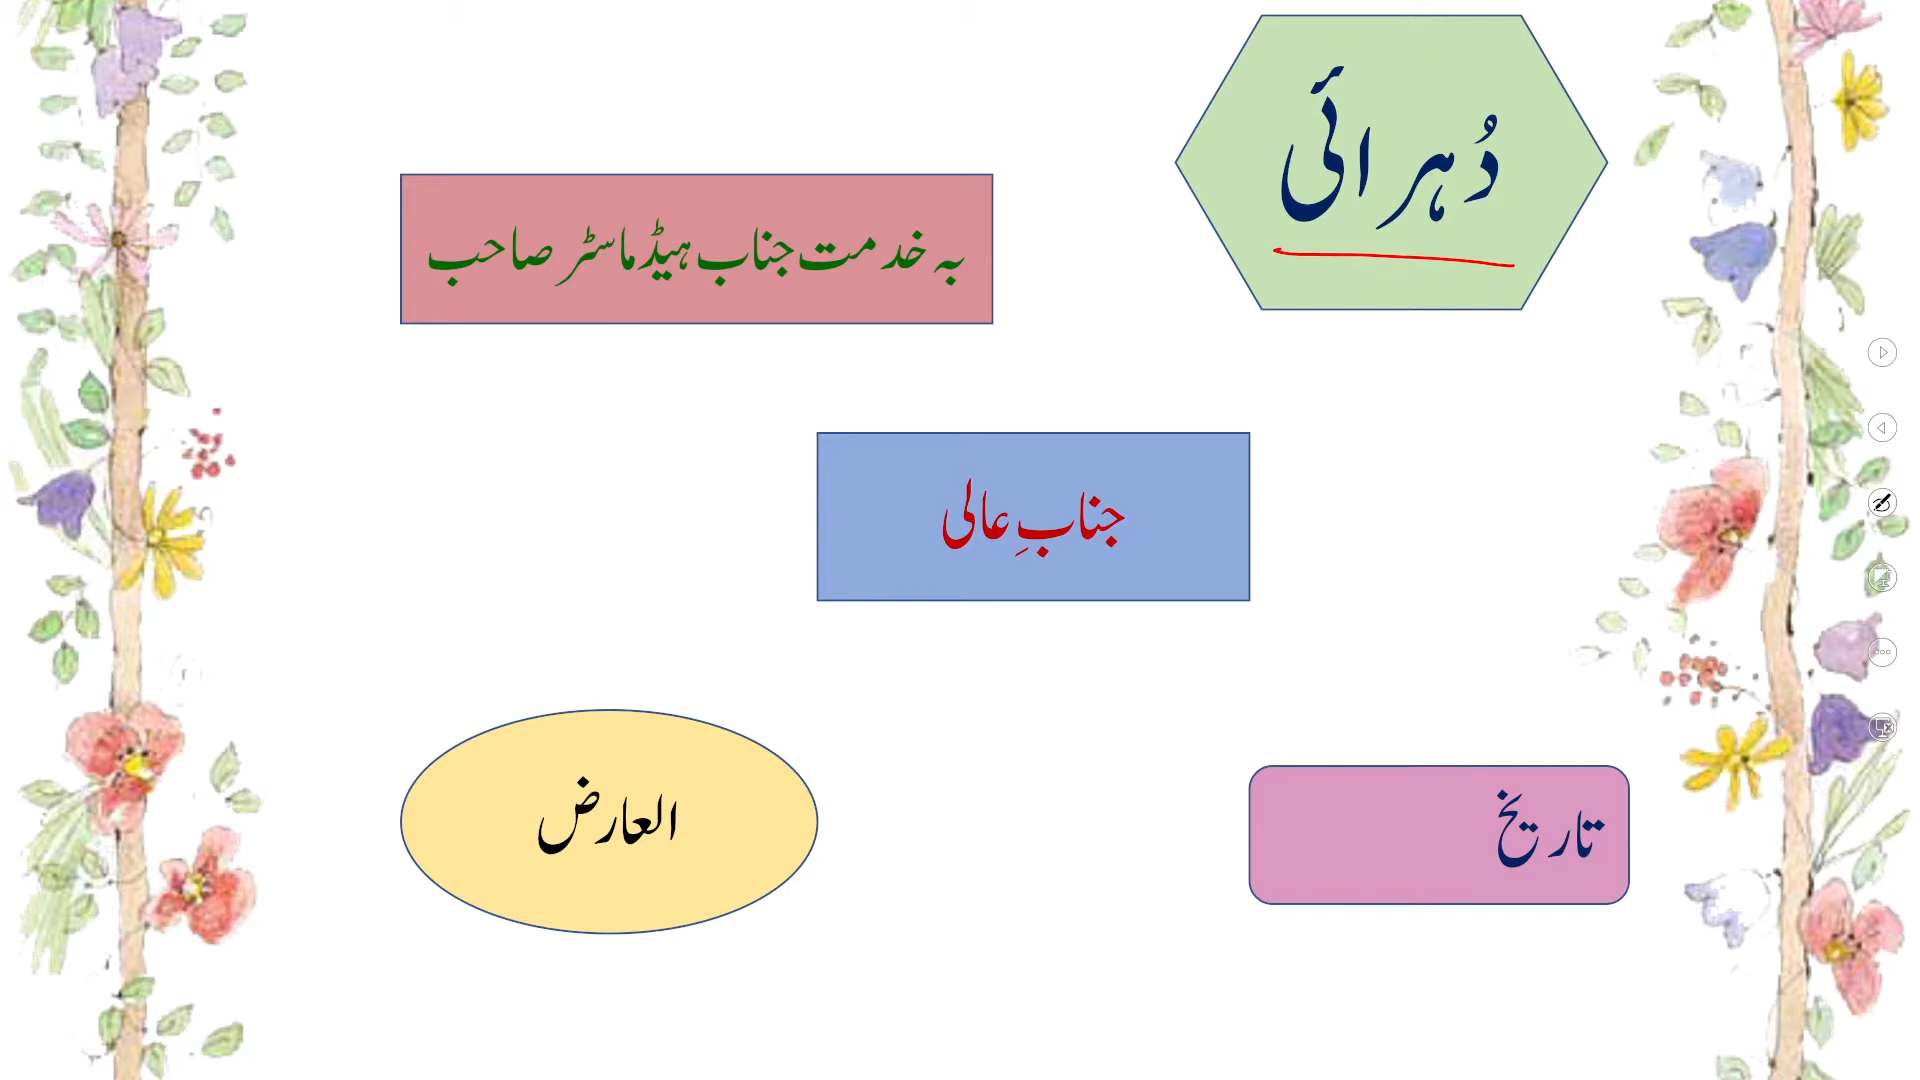 دُہرائی
بہ خدمت جناب ہیڈ ماسٹر صاحب
جنابِ عالی
العارض
تاریخ